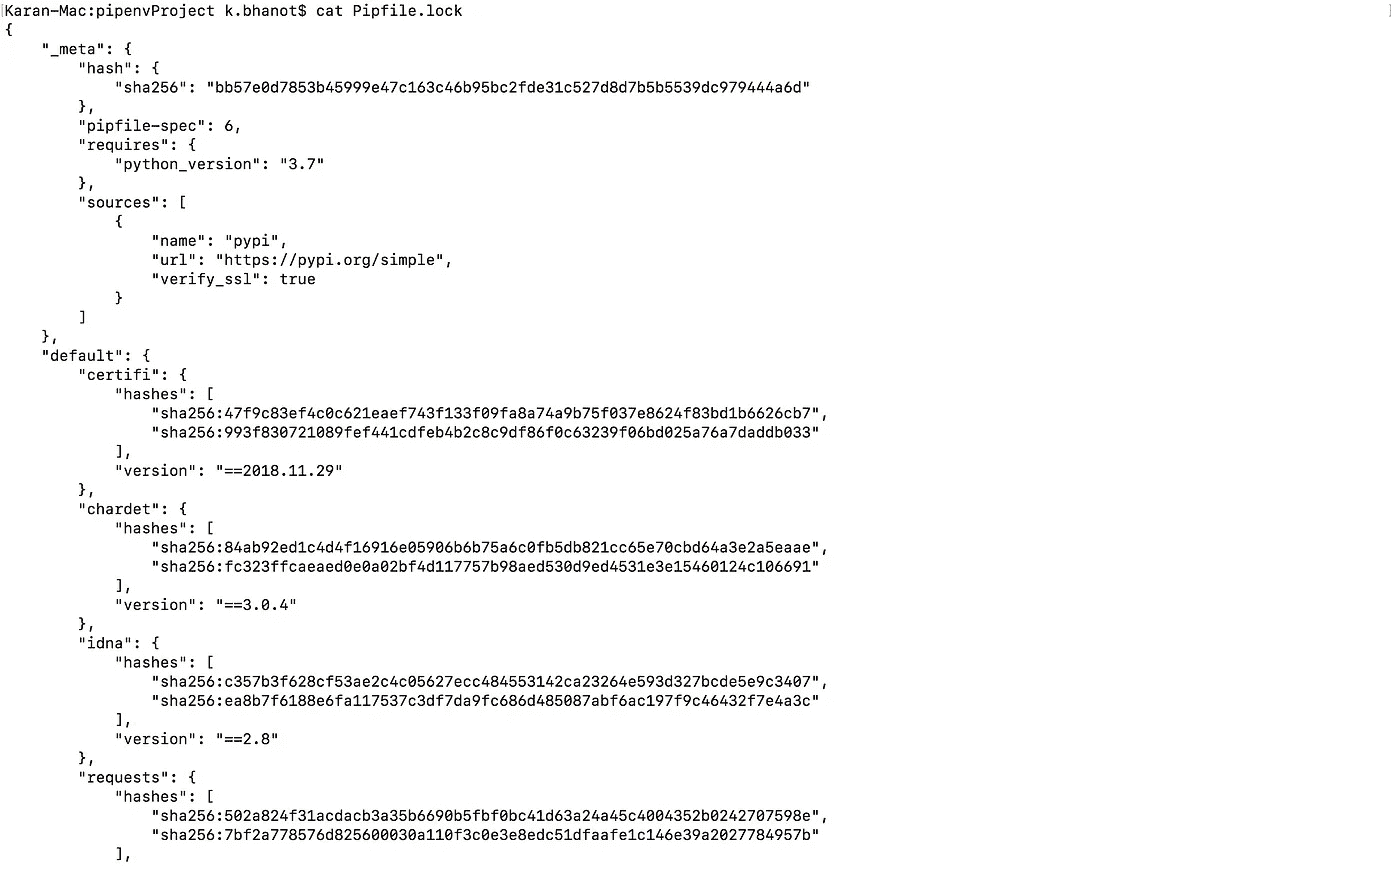 Karan-Mac:pipenvProject k.bhanot$ cat Pipfile.lock
{
    "_meta": {
        "hash": {
            "sha256": "bb57e0d7853b45999e47c163c46b95bc2fde31c527d8d7b5b5539dc979444a6d"
        },
        "pipfile-spec": 6,
        "requires": {
            "python_version": "3.7"
        },
        "sources": [
            {
                "name": "pypi",
                "url": "https://pypi.org/simple",
                "verify_ssl": true
            }
        ]
    },
    "default": {
        "certifi": {
            "hashes": [
                "sha256:47f9c83ef4c0c621eaef743f133f09fa8a74a9b75f037e8624f83bd1b6626cb7",
                "sha256:993f830721089fef441cdfeb4b2c8c9df86f0c63239f06bd025a76a7daddb033"
            ],
            "version": "==2018.11.29"
        },
        "chardet": {
            "hashes": [
                "sha256:84ab92ed1c4d4f16916e05906b6b75a6c0fb5db821cc65e70cbd64a3e2a5eaae",
                "sha256:fc323ffcaeaed0e0a02bf4d117757b98aed530d9ed4531e3e15460124c106691"
            ],
            "version": "==3.0.4"
        },
        "idna": {
            "hashes": [
                "sha256:c357b3f628cf53ae2c4c05627ecc484553142ca23264e593d327bcde5e9c3407",
                "sha256:ea8b7f6188e6fa117537c3df7da9fc686d485087abf6ac197f9c46432f7e4a3c"
            ],
            "version": "==2.8"
        },
        "requests": {
            "hashes": [
                "sha256:502a824f31acdacb3a35b6690b5fbf0bc41d63a24a45c4004352b0242707598e",
                "sha256:7bf2a778576d825600030a110f3c0e3e8edc51dfaafe1c146e39a2027784957b"
            ],